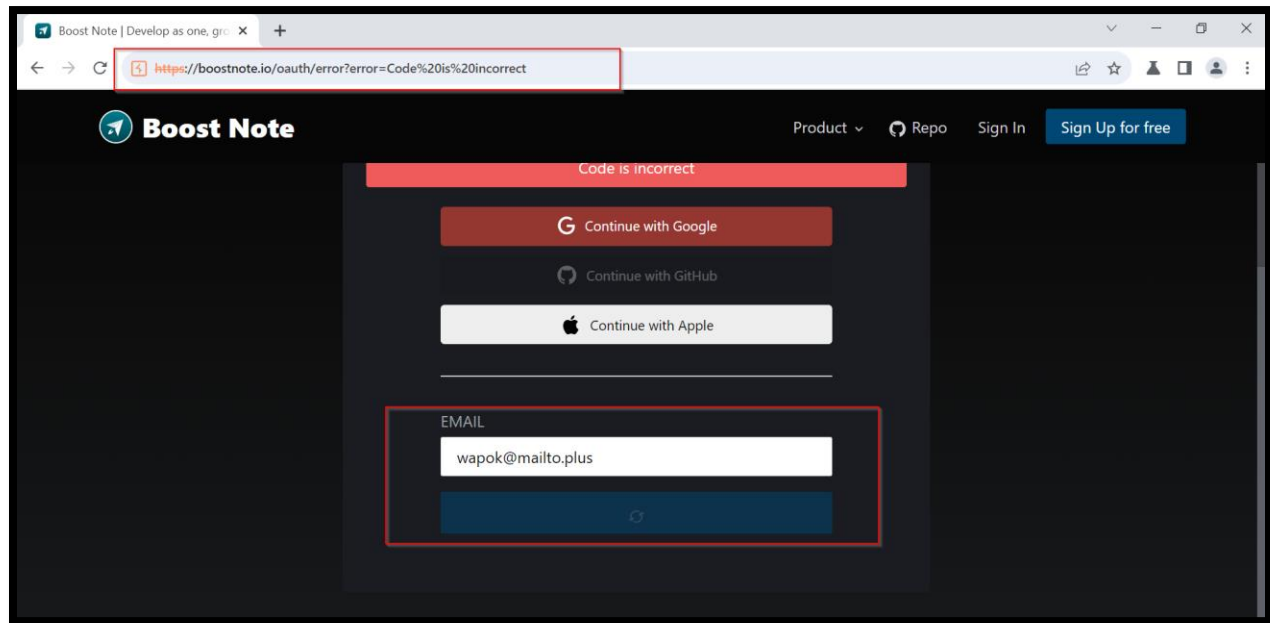 Boost Note | Develop as one, gro
https://boostnote.io/oauth/error?error=Code%20is%20incorrect
Boost Note
Product Repo Sign In Sign Up for free
Code is incorrect
Continue with Google
Continue with GitHub
Continue with Apple
EMAIL
wapok@mailto.plus